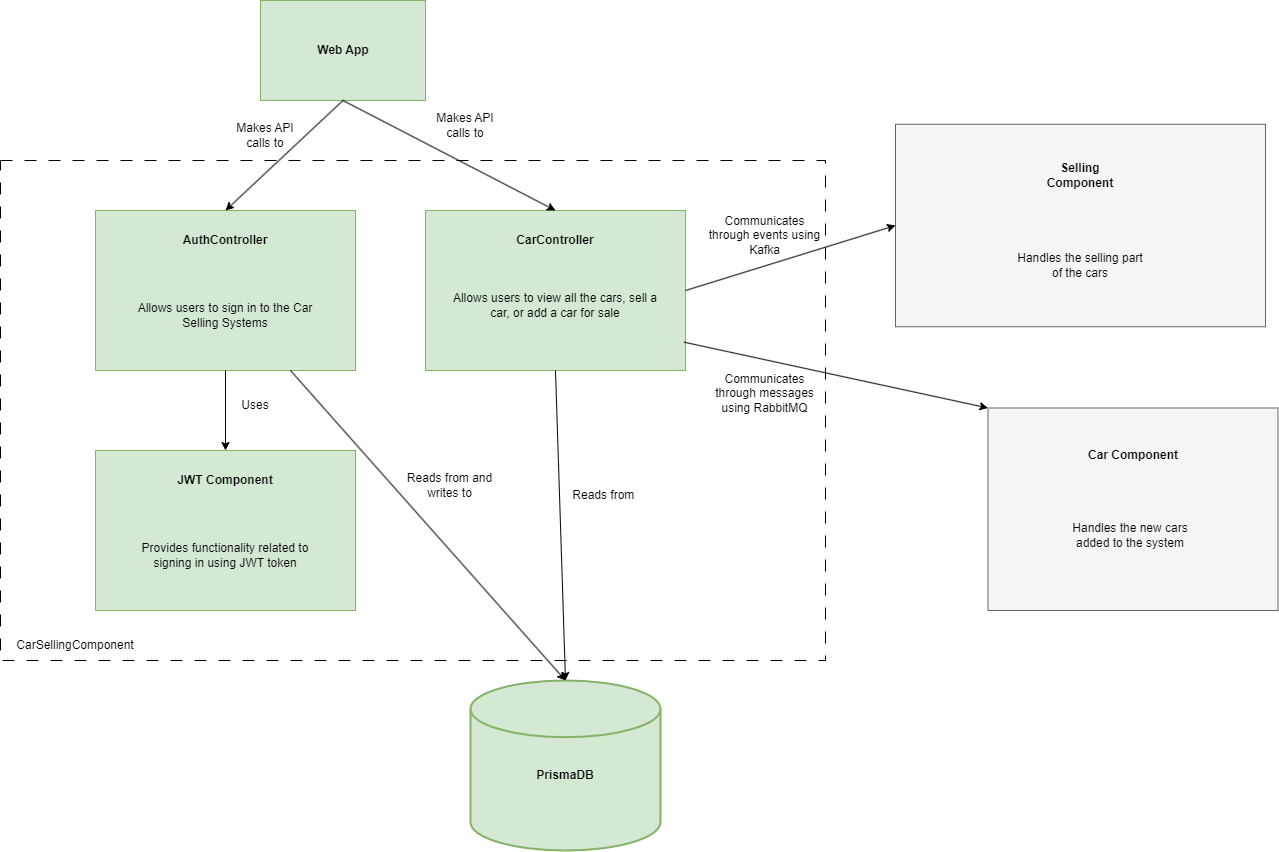 Web App
Makes API
calls to
Makes API
calls to
AuthController
Allows users to sign in to the Car
Selling Systems
CarController
Allows users to view all the cars, sell a
car, or add a car for sale
Communicates
through events using
Kafka
Selling
Component
Handles the selling part
of the cars
Communicates
through messages
using RabbitMQ
Car Component
Handles the new cars
added to the system
Uses
JWT Component
Provides functionality related to
signing in using JWT token
Reads from and
writes to
Reads from
CarSellingComponent
PrismaDB